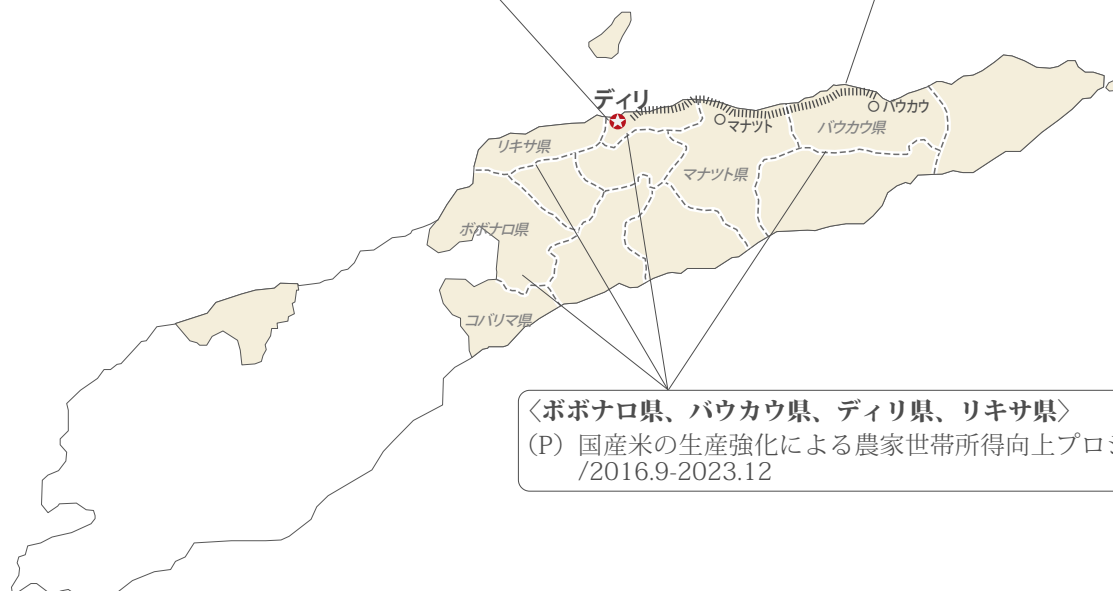 ディリ
バウカウ
マナツト
バウカウ県
リキサ県
マナツト県
ボボナロ県
コバリマ県
〈ボボナロ県、バウカウ県、ディリ県、リキサ県〉
(P) 国産米の生産強化による農家世帯所得向上プロジ
/2016.9-2023.12